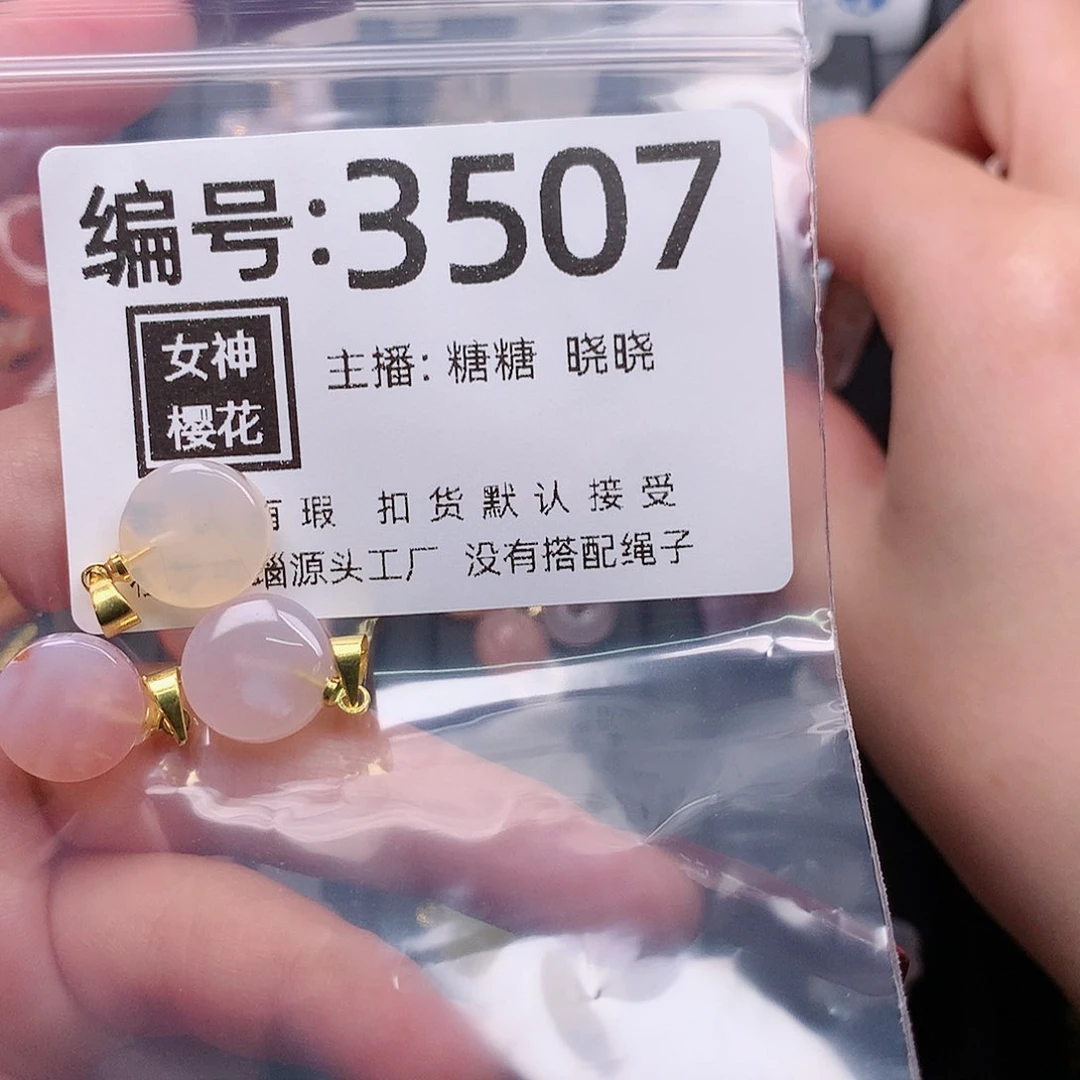 编号:3507
女神
樱花
主播: 糖糖 晓晓
有瑕 扣货默认接受
瑙源头工厂 没有搭配绳子